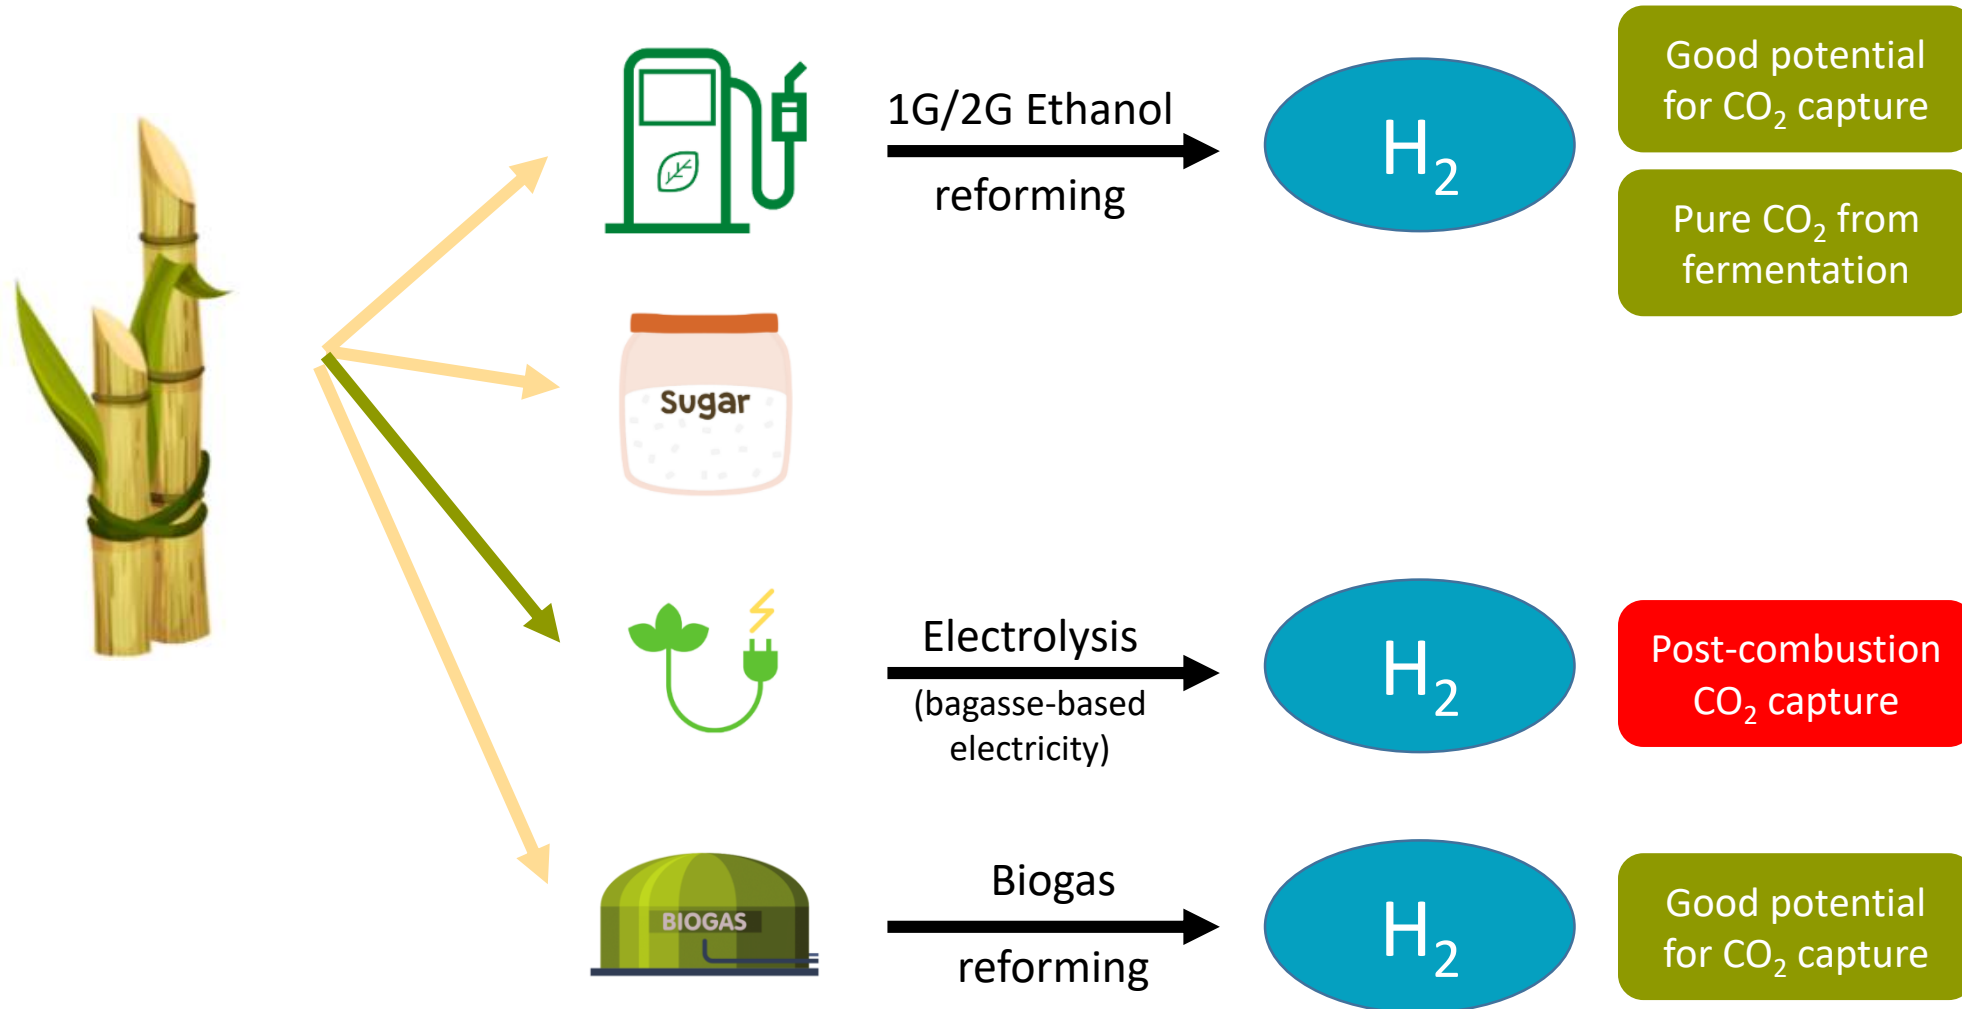 1G/2G Ethanol
reforming
H₂
Good potential
for CO₂ capture
Pure CO₂ from
fermentation
Sugar
Electrolysis
(bagasse-based
electricity)
H₂
Post-combustion
CO₂ capture
BIOGAS
Biogas
reforming
H₂
Good potential
for CO₂ capture